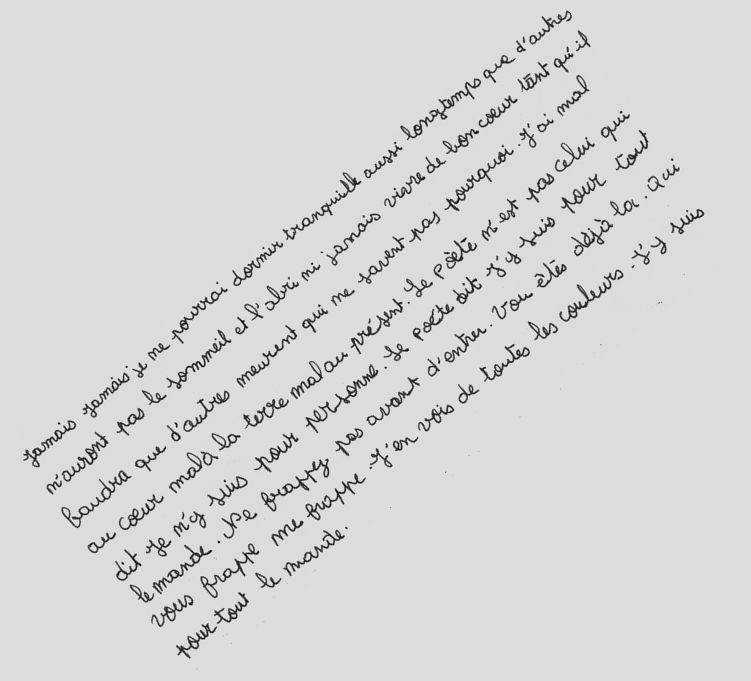 jamais jamais je ne pourrai dormir tranquille aussi longtemps que d'autres
n'auront pas le sommeil et l'abri ni jamais vivre de bon coeur tant qu'il
faudra que d'autres meurent qui ne savent pas pourquoi. J'ai mal
au coeur mal à la terre mal au présent. Le poète n'est pas celui qui
dit Je n'y suis pour personne. Le poète dit J'y suis pour tout
le monde. Ne frappez pas avant d'entrer. Vou êtes déjà la. Qui
vous frappe me frappe. J'en vois de toutes les couleurs. J'y suis
pour tout le monde.